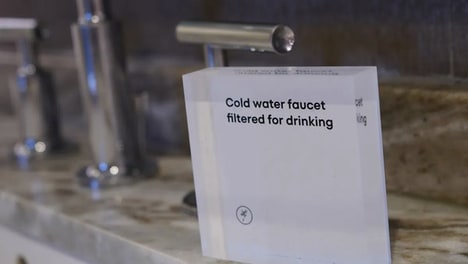 Cold water faucet
filtered for drinking